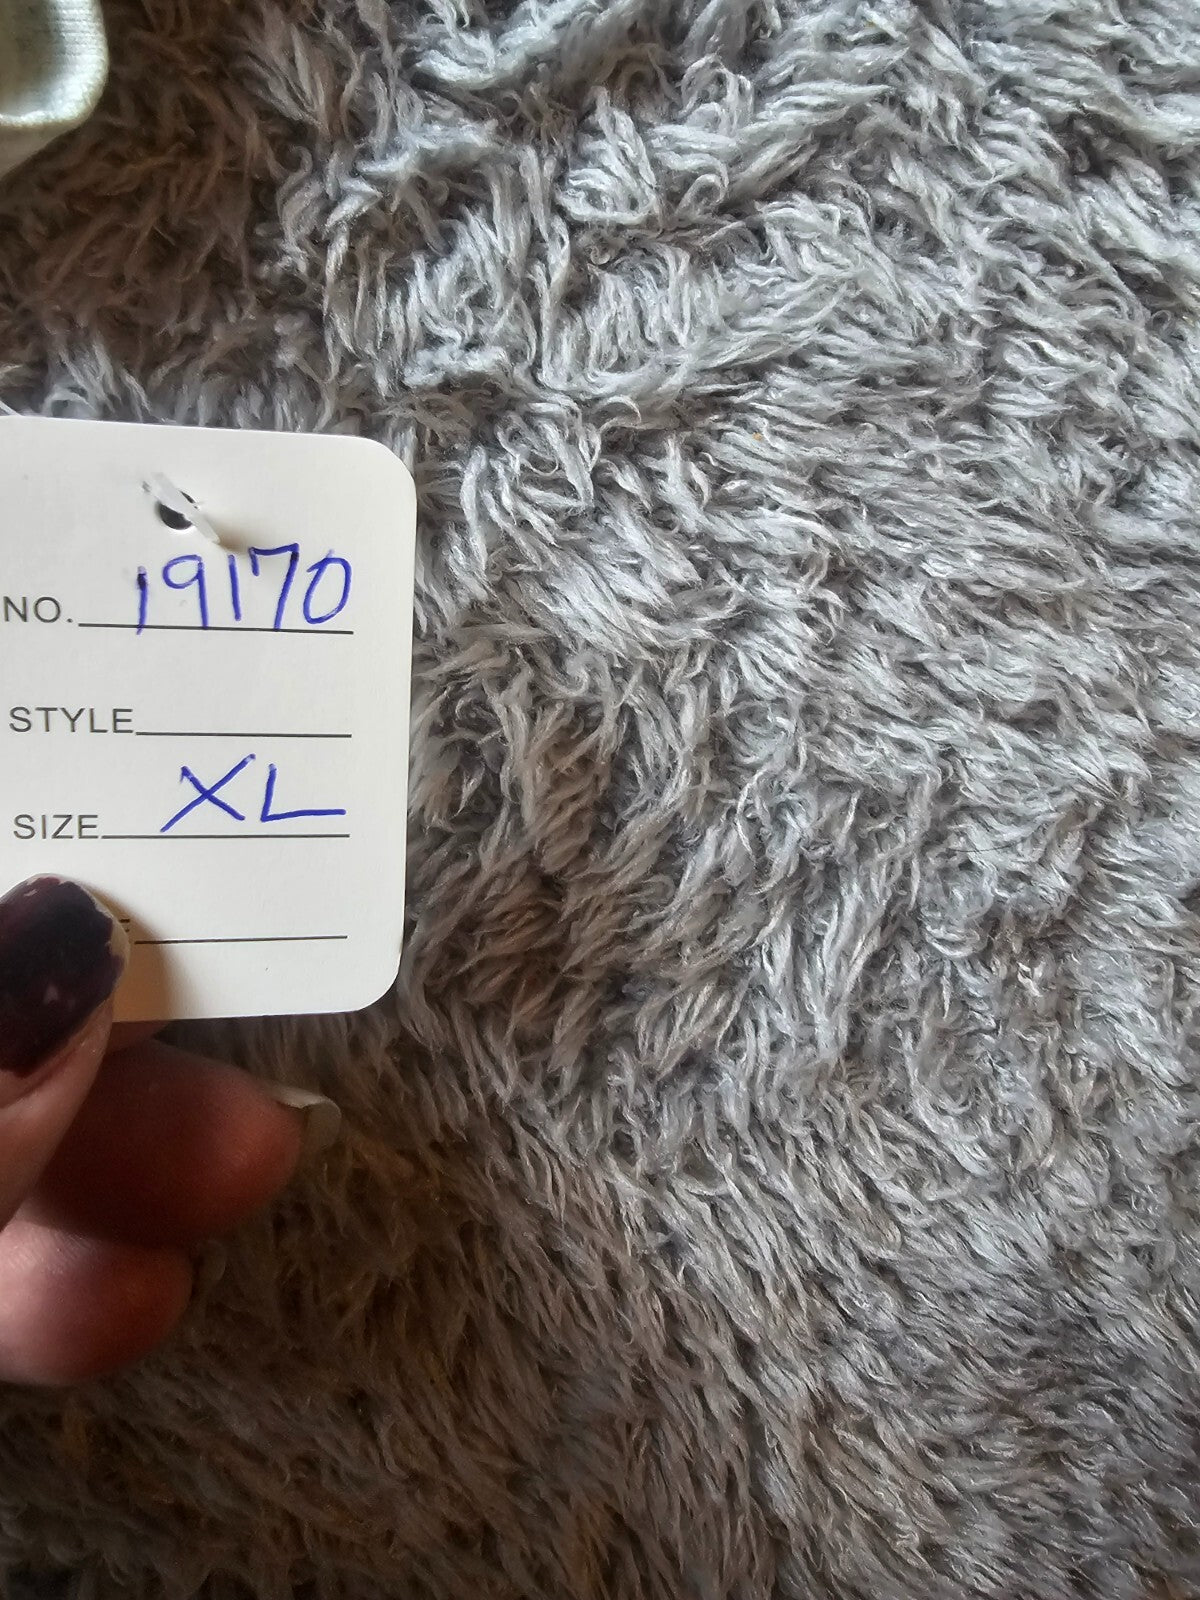 NO. 19170
STYLE
SIZE XL